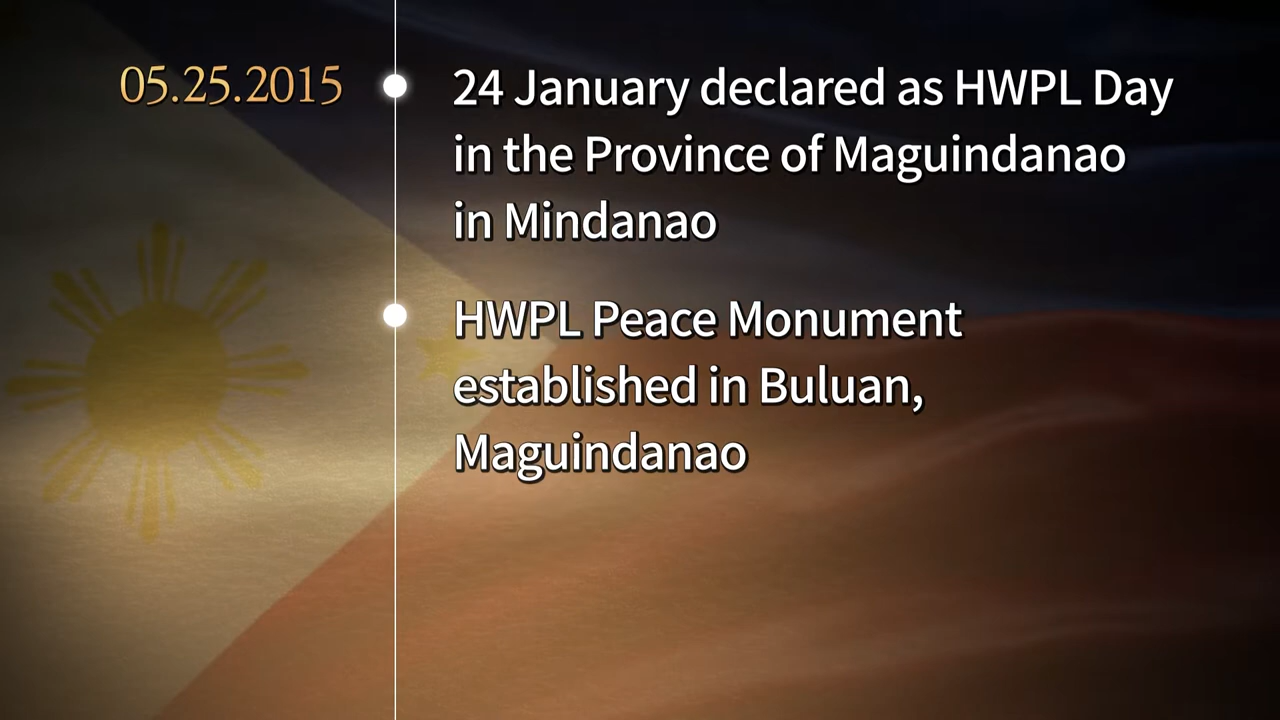 05.25.2015
24 January declared as HWPL Day
in the Province of Maguindanao
in Mindanao
HWPL Peace Monument
established in Buluan,
Maguindanao